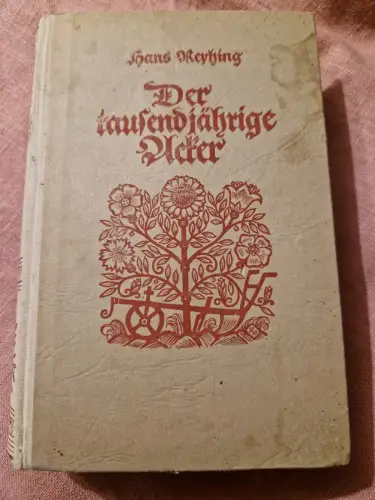 Hans Reyhing
Der
tausendjährige
Acker